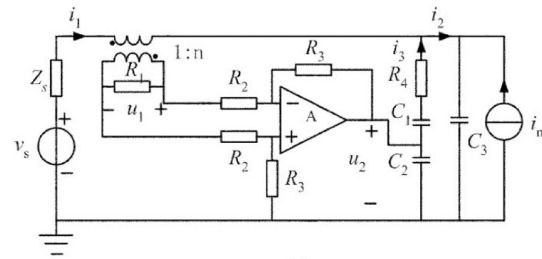 i₁
i₂
1:n
Zₛ
R₁
R₂
R₃
i₃
R₄
− u₁ +
− A
+
+
C₁
C₃
iₙ
+
vₛ
−
R₂
R₃
u₂
C₂
−